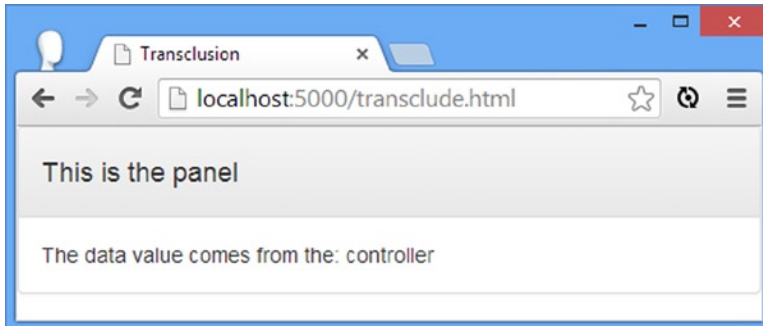 Transclusion
localhost:5000/transclude.html
This is the panel
The data value comes from the: controller